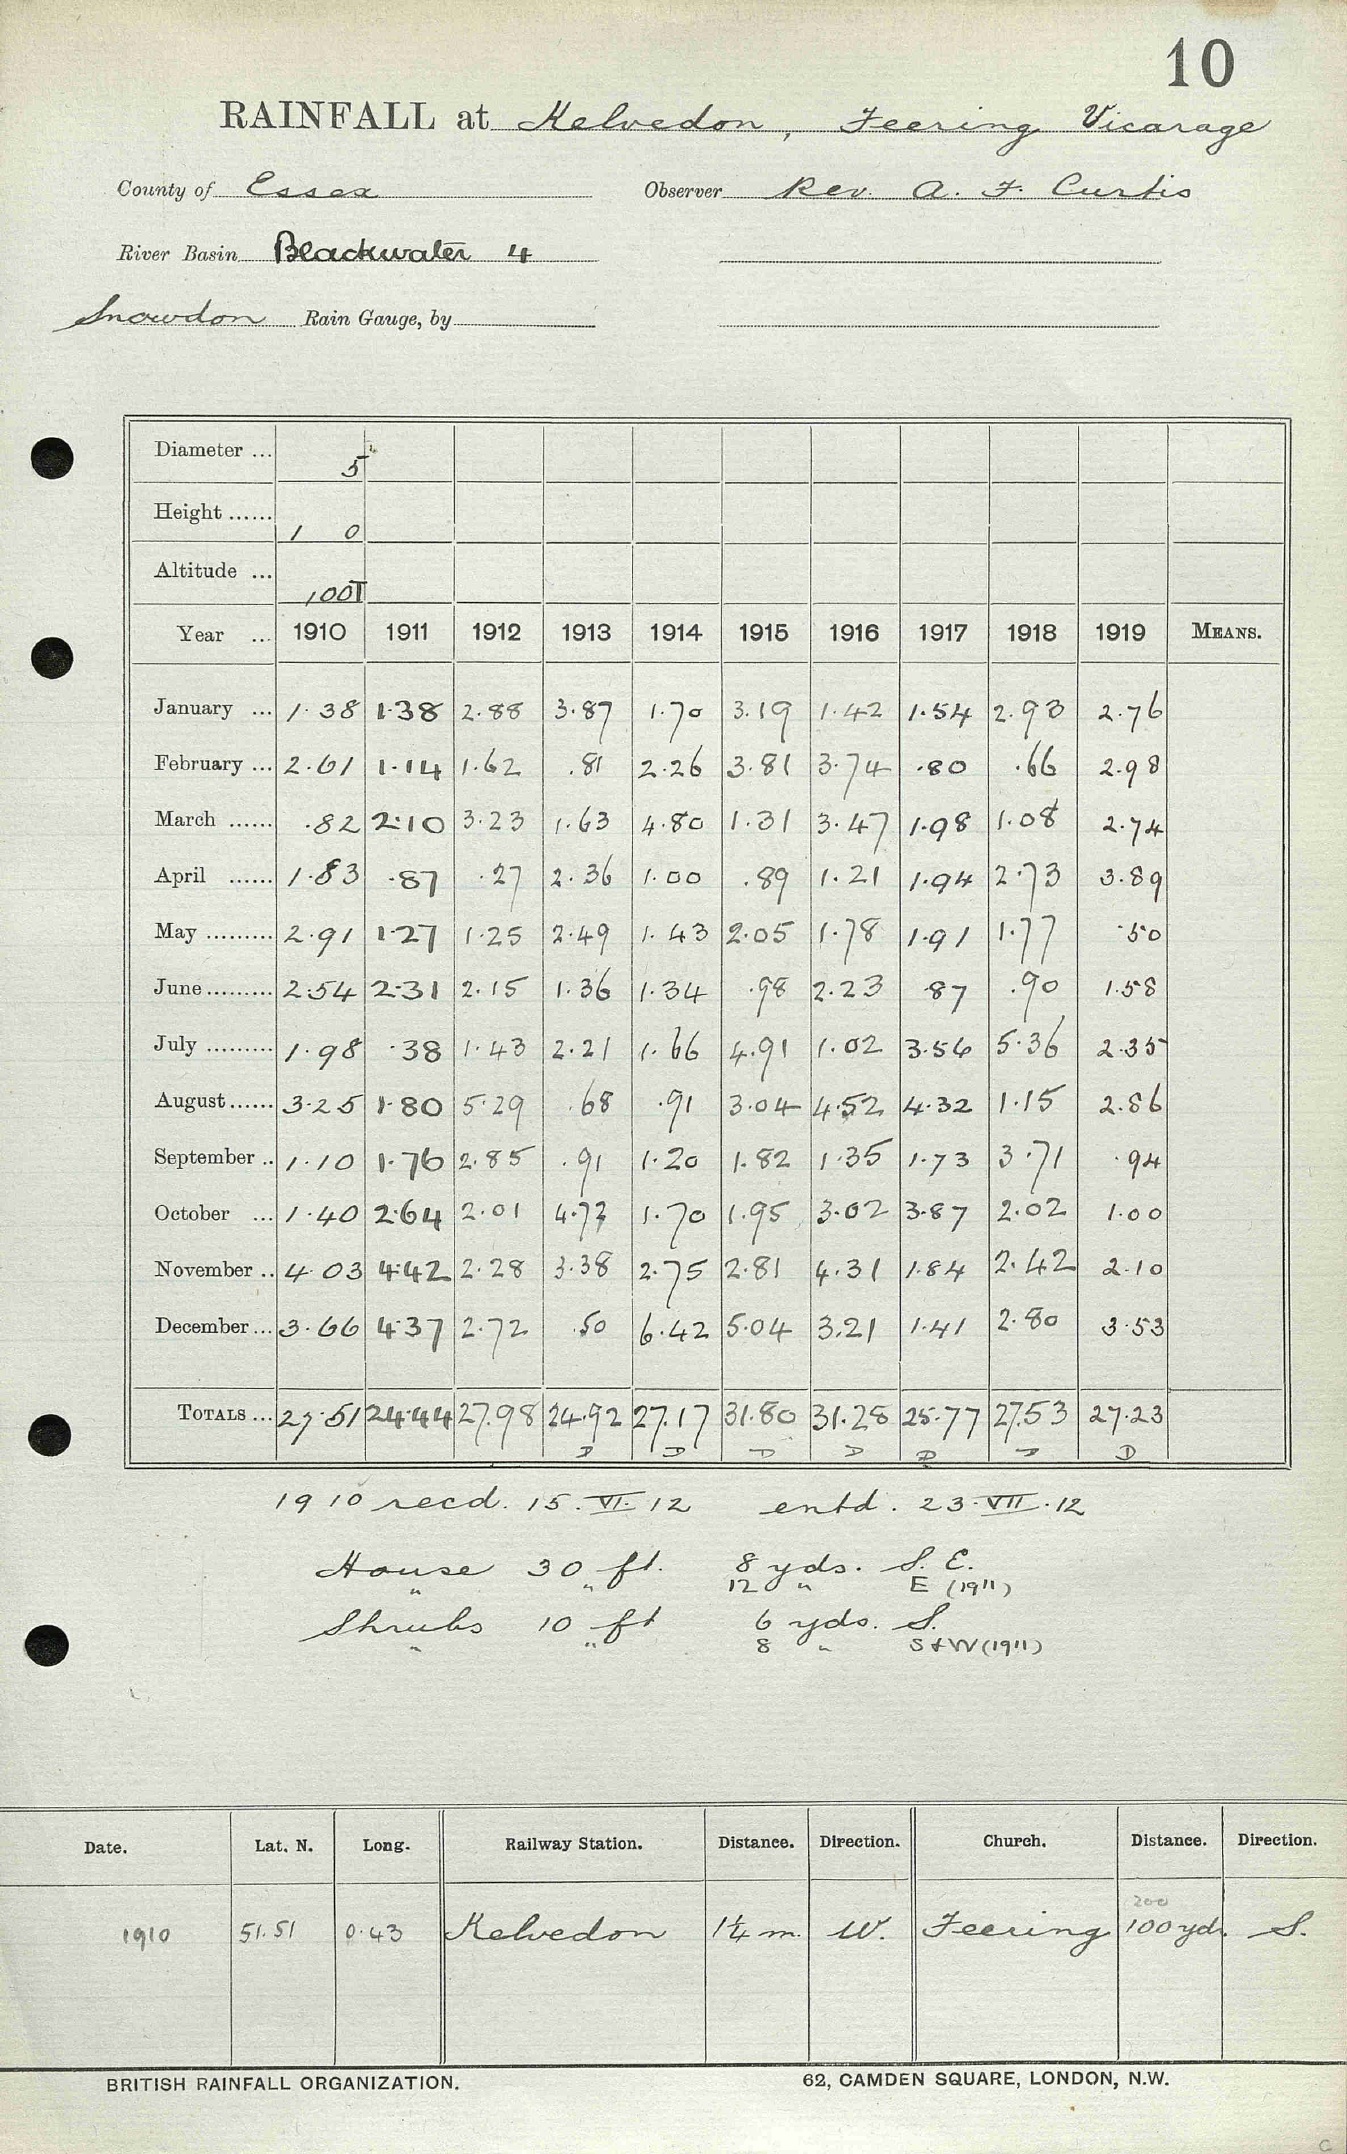 10
RAINFALL at Kelvedon, Feering Vicarage
County of Essex Observer Rev. A. F. Curtis
River Basin Blackwater 4
Snowdon Rain Gauge, by
Diameter ... 5
Height ...... 1 0
Altitude ... 100T
Year ... 1910 1911 1912 1913 1914 1915 1916 1917 1918 1919 MEANS.
January ... 1.38 1.38 2.88 3.87 1.70 3.19 1.42 1.54 2.93 2.76
February ... 2.61 1.14 1.62 .81 2.26 3.81 3.74 .80 .66 2.98
March ...... .82 2.10 3.23 1.63 4.80 1.31 3.47 1.98 1.08 2.74
April ...... 1.83 .87 .27 2.36 1.00 .89 1.21 1.94 2.73 3.89
May ......... 2.91 1.27 1.25 2.49 1.43 2.05 1.78 1.91 1.77 .50
June ......... 2.54 2.31 2.15 1.36 1.34 .98 2.23 .87 .90 1.58
July ......... 1.98 .38 1.43 2.21 1.66 4.91 1.02 3.56 5.36 2.35
August ...... 3.25 1.80 5.29 .68 .91 3.04 4.52 4.32 1.15 2.86
September .. 1.10 1.76 2.85 .91 1.20 1.82 1.35 1.73 3.71 .94
October ... 1.40 2.64 2.01 4.72 1.70 1.95 3.02 3.87 2.02 1.00
November .. 4.03 4.42 2.28 3.38 2.75 2.81 4.31 1.84 2.42 2.10
December ... 3.66 4.37 2.72 .50 6.42 5.04 3.21 1.41 2.80 3.53
TOTALS ... 27.51 24.44 27.98 24.92 27.17 31.80 31.28 25.77 27.53 27.23
D D D D D D D
1910 recd. 15.VI.12 entd. 23.VII.12
House 30 ft. 8 yds. S.E.
" " 12 " E (1911)
Shrubs 10 ft 6 yds. S.
" " 8 " S+W (1911)
Date. Lat. N. Long. Railway Station. Distance. Direction. Church. Distance. Direction.
200
1910 51.51 0.43 Kelvedon 1¼ m. W. Feering 100 yds. S.
BRITISH RAINFALL ORGANIZATION. 62, CAMDEN SQUARE, LONDON, N.W.
C